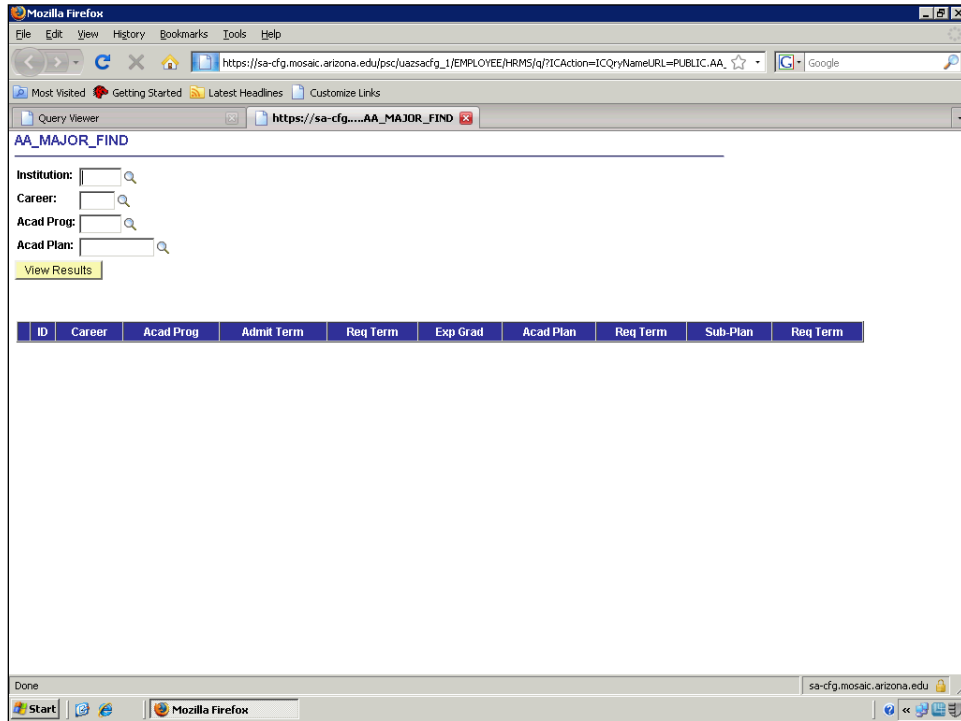 Mozilla Firefox
File Edit View History Bookmarks Tools Help
https://sa-cfg.mosaic.arizona.edu/psc/uazsacfg_1/EMPLOYEE/HRMS/q/?ICAction=ICQryNameURL=PUBLIC.AA_ G Google
Most Visited Getting Started Latest Headlines Customize Links
Query Viewer https://sa-cfg.....AA_MAJOR_FIND
AA_MAJOR_FIND
Institution:
Career:
Acad Prog:
Acad Plan:
View Results
ID Career Acad Prog Admit Term Req Term Exp Grad Acad Plan Req Term Sub-Plan Req Term
Done sa-cfg.mosaic.arizona.edu
Start Mozilla Firefox